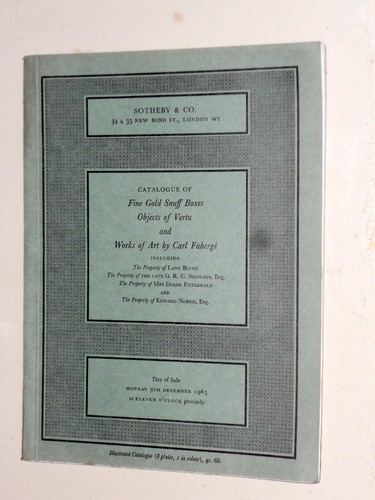 SOTHEBY & CO.
34 & 35 NEW BOND ST., LONDON W1
CATALOGUE OF
Fine Gold Snuff Boxes
Objects of Vertu
and
Works of Art by Carl Fabergé
INCLUDING
The Property of LADY BLUNT
The Property of THE LATE G. R. C. NICOLAUS, ESQ.
The Property of MRS DEREK FITZGERALD
AND
The Property of EDWARD NORRIS, ESQ.
Day of Sale
MONDAY 9TH DECEMBER 1963
at ELEVEN O'CLOCK precisely
Illustrated Catalogue (8 plates, 1 in colour), 4s. 6d.